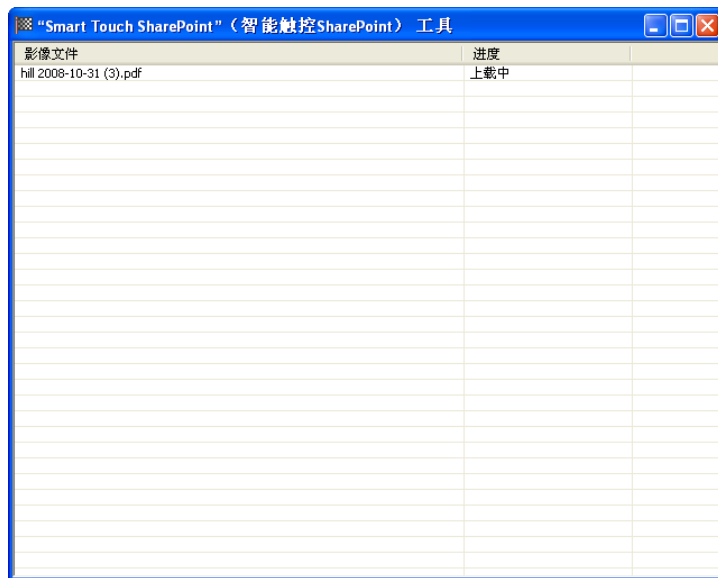 “Smart Touch SharePoint”（智能触控SharePoint） 工具
影像文件 进度
hill 2008-10-31 (3).pdf 上载中